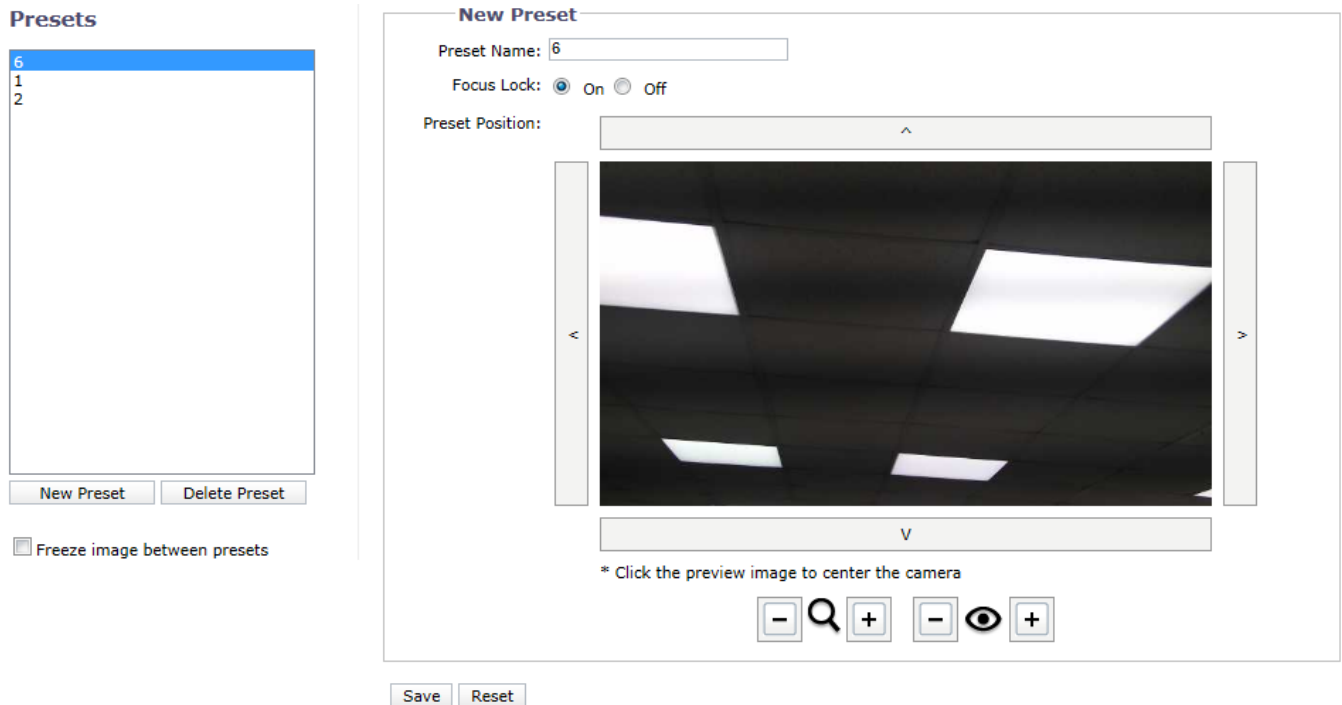 Presets
6
1
2
New Preset Delete Preset
Freeze image between presets
New Preset
Preset Name: 6
Focus Lock: On Off
Preset Position:
^
< >
V
* Click the preview image to center the camera
- + - +
Save Reset